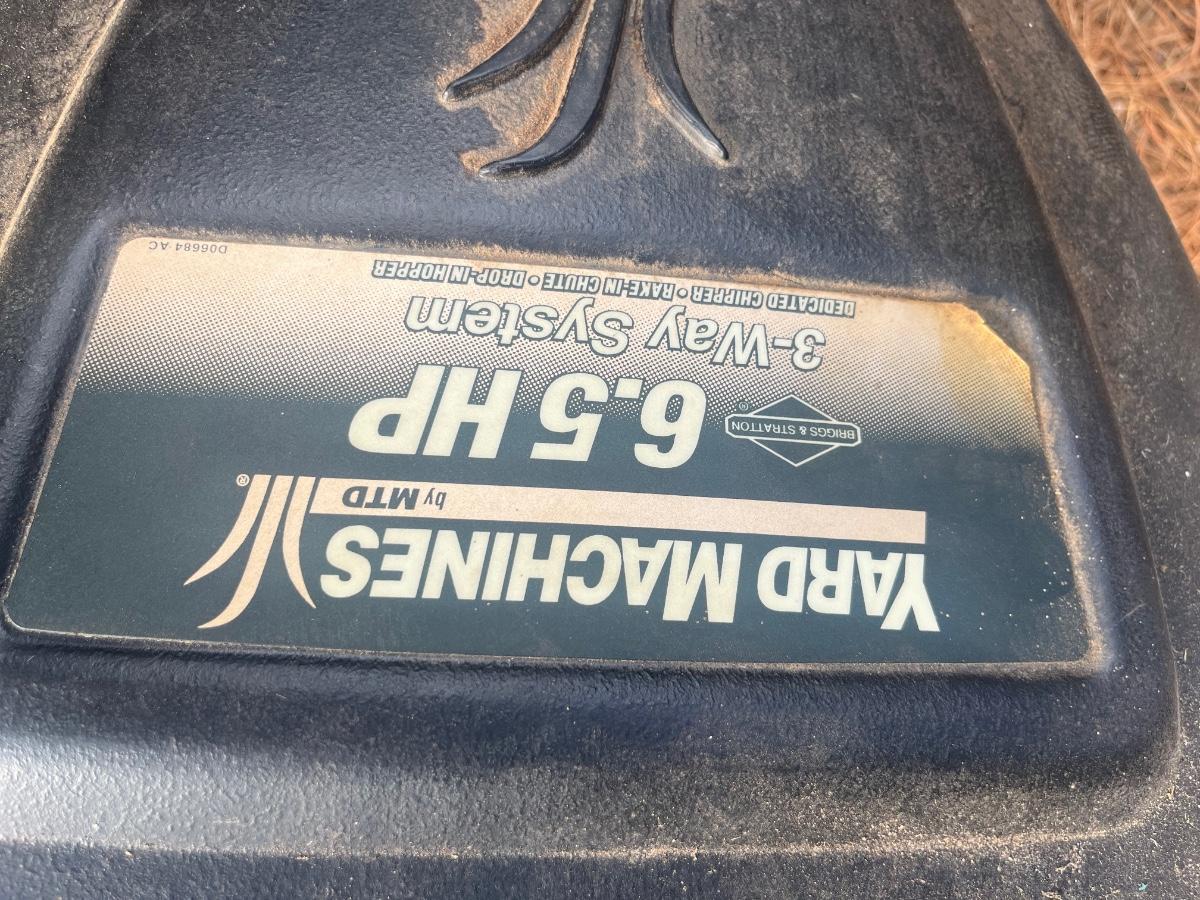 YARD MACHINES
®
by MTD
BRIGGS & STRATTON
®
6.5 HP
3-Way System
DEDICATED CHIPPER • RAKE-IN CHUTE • DROP-IN HOPPER
D06684 AC